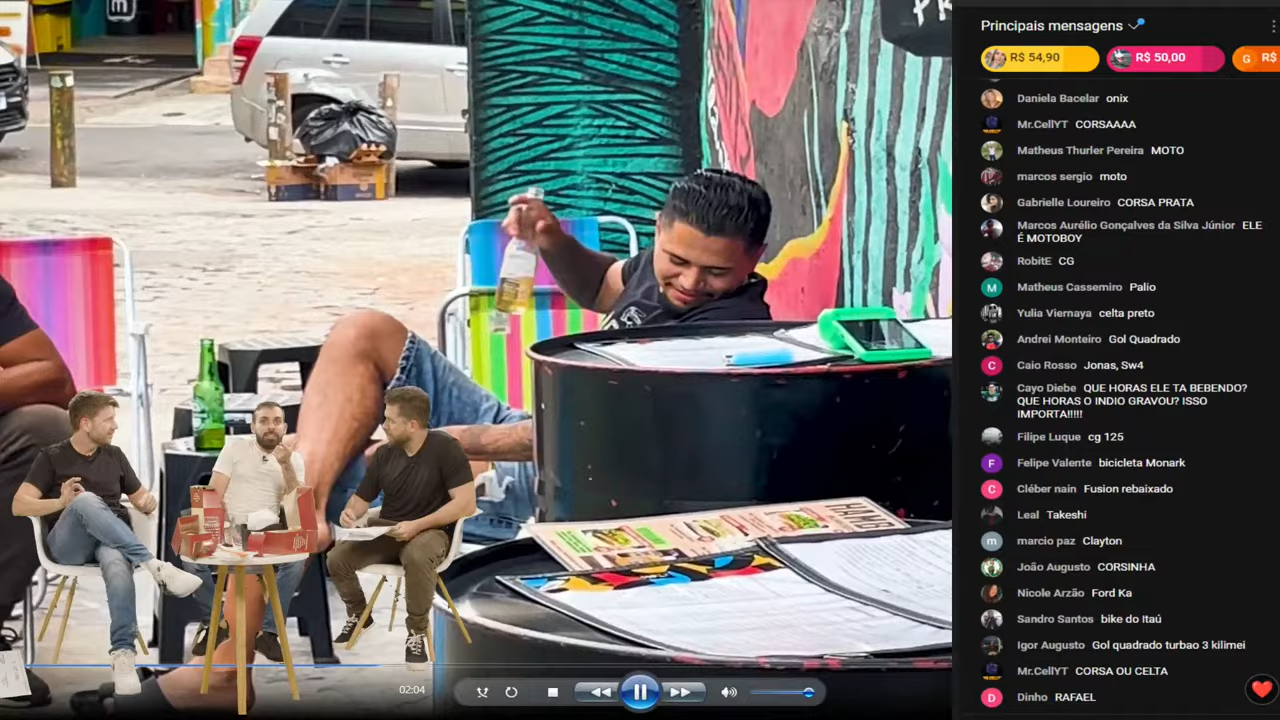 Principais mensagens
R$ 54,90
R$ 50,00
G R$
Daniela Bacelar onix
Mr.CellYT CORSAAAA
Matheus Thurler Pereira MOTO
marcos sergio moto
Gabrielle Loureiro CORSA PRATA
Marcos Aurélio Gonçalves da Silva Júnior ELE
É MOTOBOY
RobitE CG
M Matheus Cassemiro Palio
Yulia Viernaya celta preto
Andrei Monteiro Gol Quadrado
C Caio Rosso Jonas, Sw4
Cayo Diebe QUE HORAS ELE TA BEBENDO?
QUE HORAS O INDIO GRAVOU? ISSO
IMPORTA!!!!!
Filipe Luque cg 125
F Felipe Valente bicicleta Monark
C Cléber nain Fusion rebaixado
Leal Takeshi
m marcio paz Clayton
João Augusto CORSINHA
Nicole Arzão Ford Ka
Sandro Santos bike do Itaú
Igor Augusto Gol quadrado turbao 3 kilimei
Mr.CellYT CORSA OU CELTA
D Dinho RAFAEL
02:04